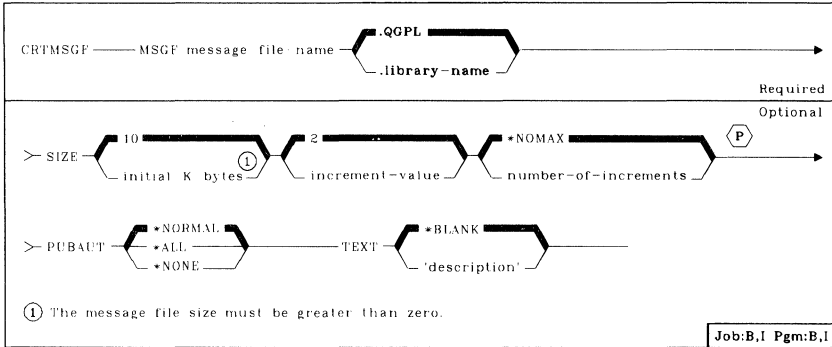 .QGPL
CRTMSGF MSGF message file name
.library-name
Required
Optional
10 2 *NOMAX P
SIZE
initial K bytes 1 increment-value number-of-increments
*NORMAL *BLANK
PUBAUT *ALL TEXT
*NONE 'description'
1 The message file size must be greater than zero.
Job:B,I Pgm:B,I